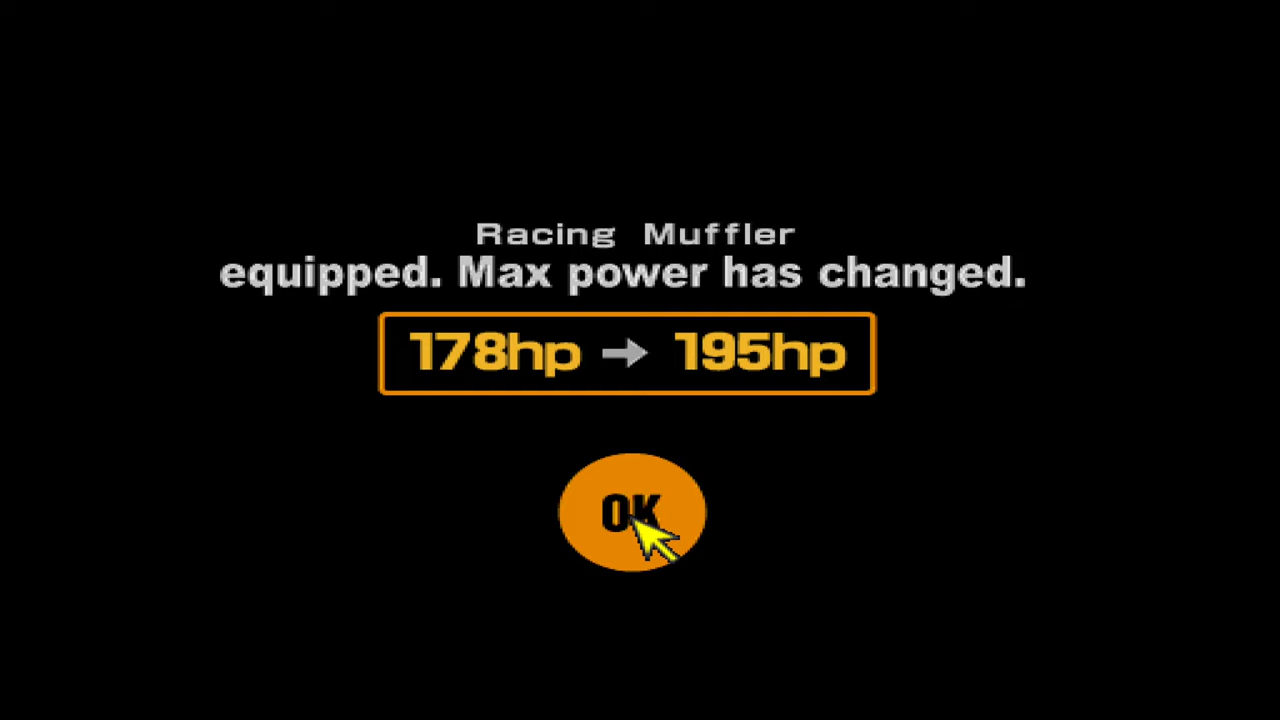 Racing Muffler
equipped. Max power has changed.
178hp → 195hp
OK